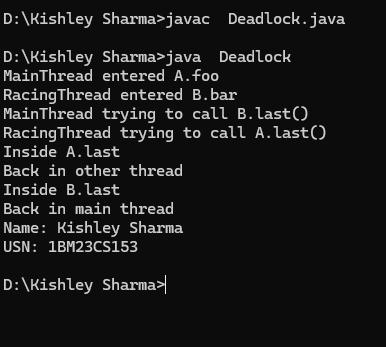 D:\Kishley Sharma>javac  Deadlock.java
D:\Kishley Sharma>java  Deadlock
MainThread entered A.foo
RacingThread entered B.bar
MainThread trying to call B.last()
RacingThread trying to call A.last()
Inside A.last
Back in other thread
Inside B.last
Back in main thread
Name: Kishley Sharma
USN: 1BM23CS153
D:\Kishley Sharma>